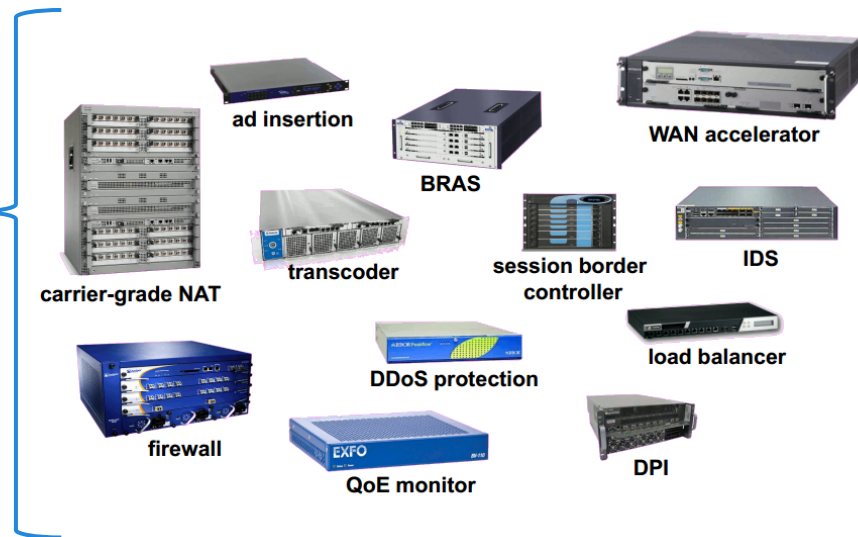 ad insertion
WAN accelerator
BRAS
carrier-grade NAT
transcoder
session border
controller
IDS
firewall
DDoS protection
load balancer
EXFO
QoE monitor
DPI